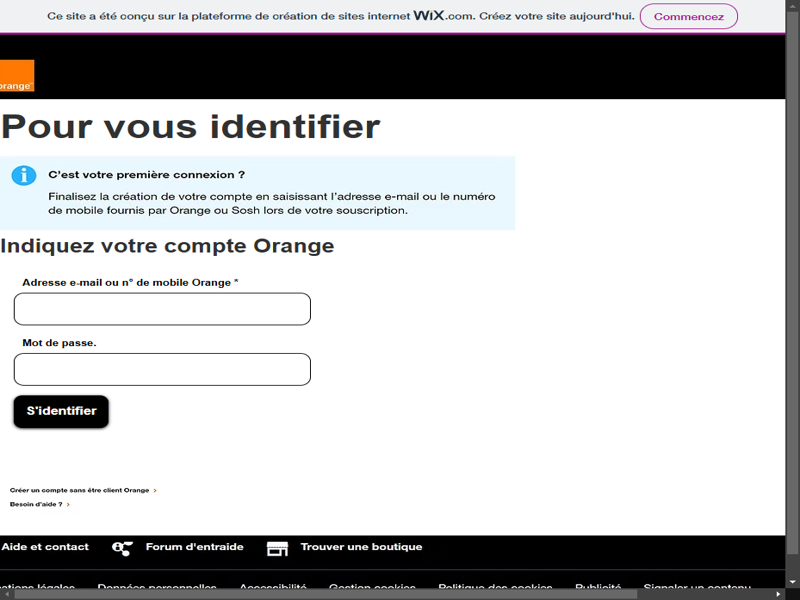 Ce site a été conçu sur la plateforme de création de sites internet WiX.com. Créez votre site aujourd'hui. Commencez
orange™
Pour vous identifier
C'est votre première connexion ?
Finalisez la création de votre compte en saisissant l'adresse e-mail ou le numéro
de mobile fournis par Orange ou Sosh lors de votre souscription.
Indiquez votre compte Orange
Adresse e-mail ou n° de mobile Orange *
Mot de passe.
S'identifier
Créer un compte sans être client Orange >
Besoin d'aide ? >
Aide et contact Forum d'entraide Trouver une boutique
légales Données personnelles Accessibilité Gestion cookies Politique des cookies Publicité Signaler un contenu